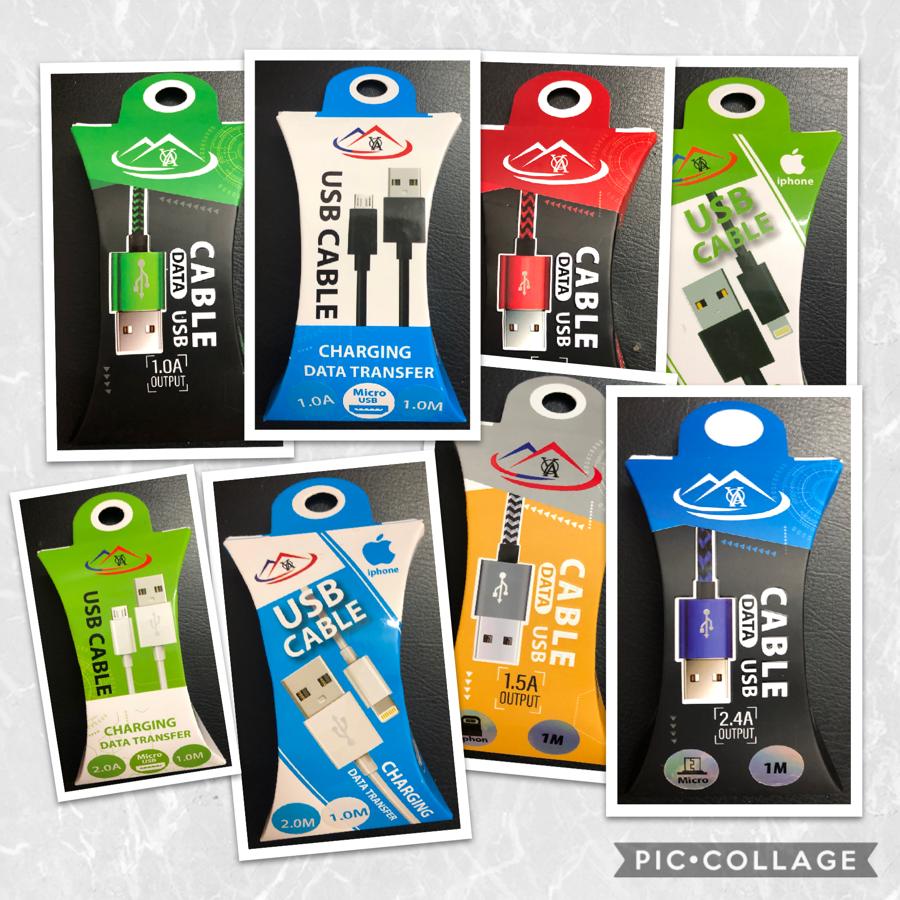 CABLE
DATA USB
1.0A
OUTPUT
USB CABLE
CHARGING
DATA TRANSFER
1.0A
Micro
USB
1.0M
CABLE
DATA USB
iphone
USB
CABLE
USB CABLE
CHARGING
DATA TRANSFER
2.0A
Micro
USB
1.0M
iphone
USB
CABLE
CHARGING
DATA TRANSFER
2.0M
1.0M
CABLE
DATA USB
1.5A
OUTPUT
1M
CABLE
DATA USB
2.4A
OUTPUT
Micro
1M
PIC•COLLAGE